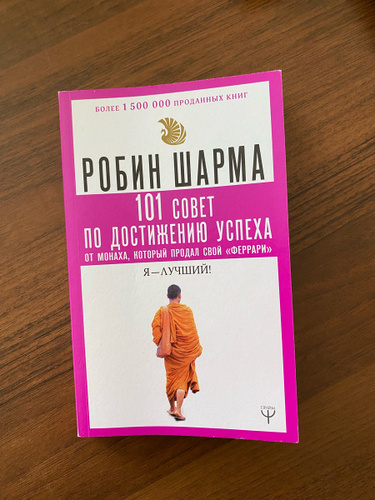 БОЛЕЕ 1 500 000 ПРОДАННЫХ КНИГ
РОБИН ШАРМА
101 СОВЕТ
ПО ДОСТИЖЕНИЮ УСПЕХА
ОТ МОНАХА, КОТОРЫЙ ПРОДАЛ СВОЙ «ФЕРРАРИ»
Я — ЛУЧШИЙ!